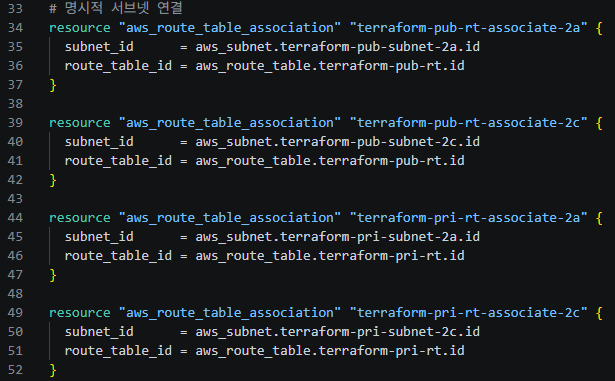 33 # 명시적 서브넷 연결
34 resource "aws_route_table_association" "terraform-pub-rt-associate-2a" {
35   subnet_id      = aws_subnet.terraform-pub-subnet-2a.id
36   route_table_id = aws_route_table.terraform-pub-rt.id
37 }
38
39 resource "aws_route_table_association" "terraform-pub-rt-associate-2c" {
40   subnet_id      = aws_subnet.terraform-pub-subnet-2c.id
41   route_table_id = aws_route_table.terraform-pub-rt.id
42 }
43
44 resource "aws_route_table_association" "terraform-pri-rt-associate-2a" {
45   subnet_id      = aws_subnet.terraform-pri-subnet-2a.id
46   route_table_id = aws_route_table.terraform-pri-rt.id
47 }
48
49 resource "aws_route_table_association" "terraform-pri-rt-associate-2c" {
50   subnet_id      = aws_subnet.terraform-pri-subnet-2c.id
51   route_table_id = aws_route_table.terraform-pri-rt.id
52 }